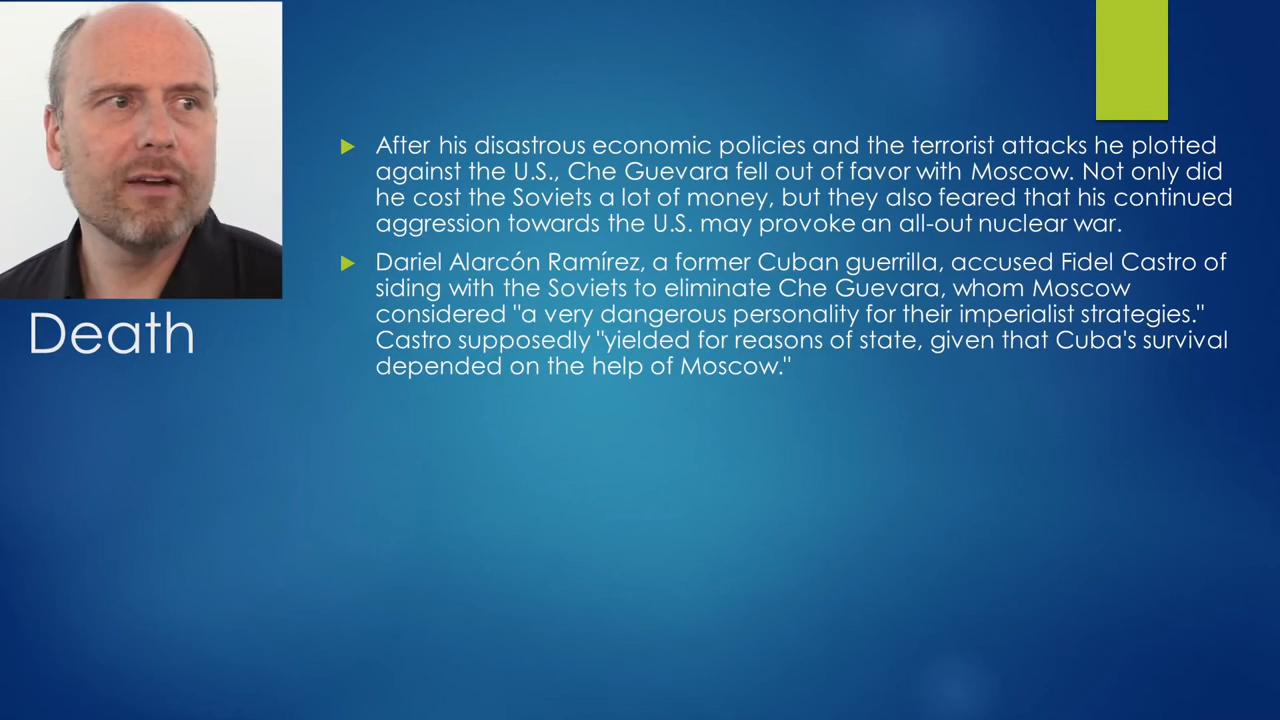 Death
After his disastrous economic policies and the terrorist attacks he plotted
against the U.S., Che Guevara fell out of favor with Moscow. Not only did
he cost the Soviets a lot of money, but they also feared that his continued
aggression towards the U.S. may provoke an all-out nuclear war.
Dariel Alarcón Ramírez, a former Cuban guerrilla, accused Fidel Castro of
siding with the Soviets to eliminate Che Guevara, whom Moscow
considered "a very dangerous personality for their imperialist strategies."
Castro supposedly "yielded for reasons of state, given that Cuba's survival
depended on the help of Moscow."